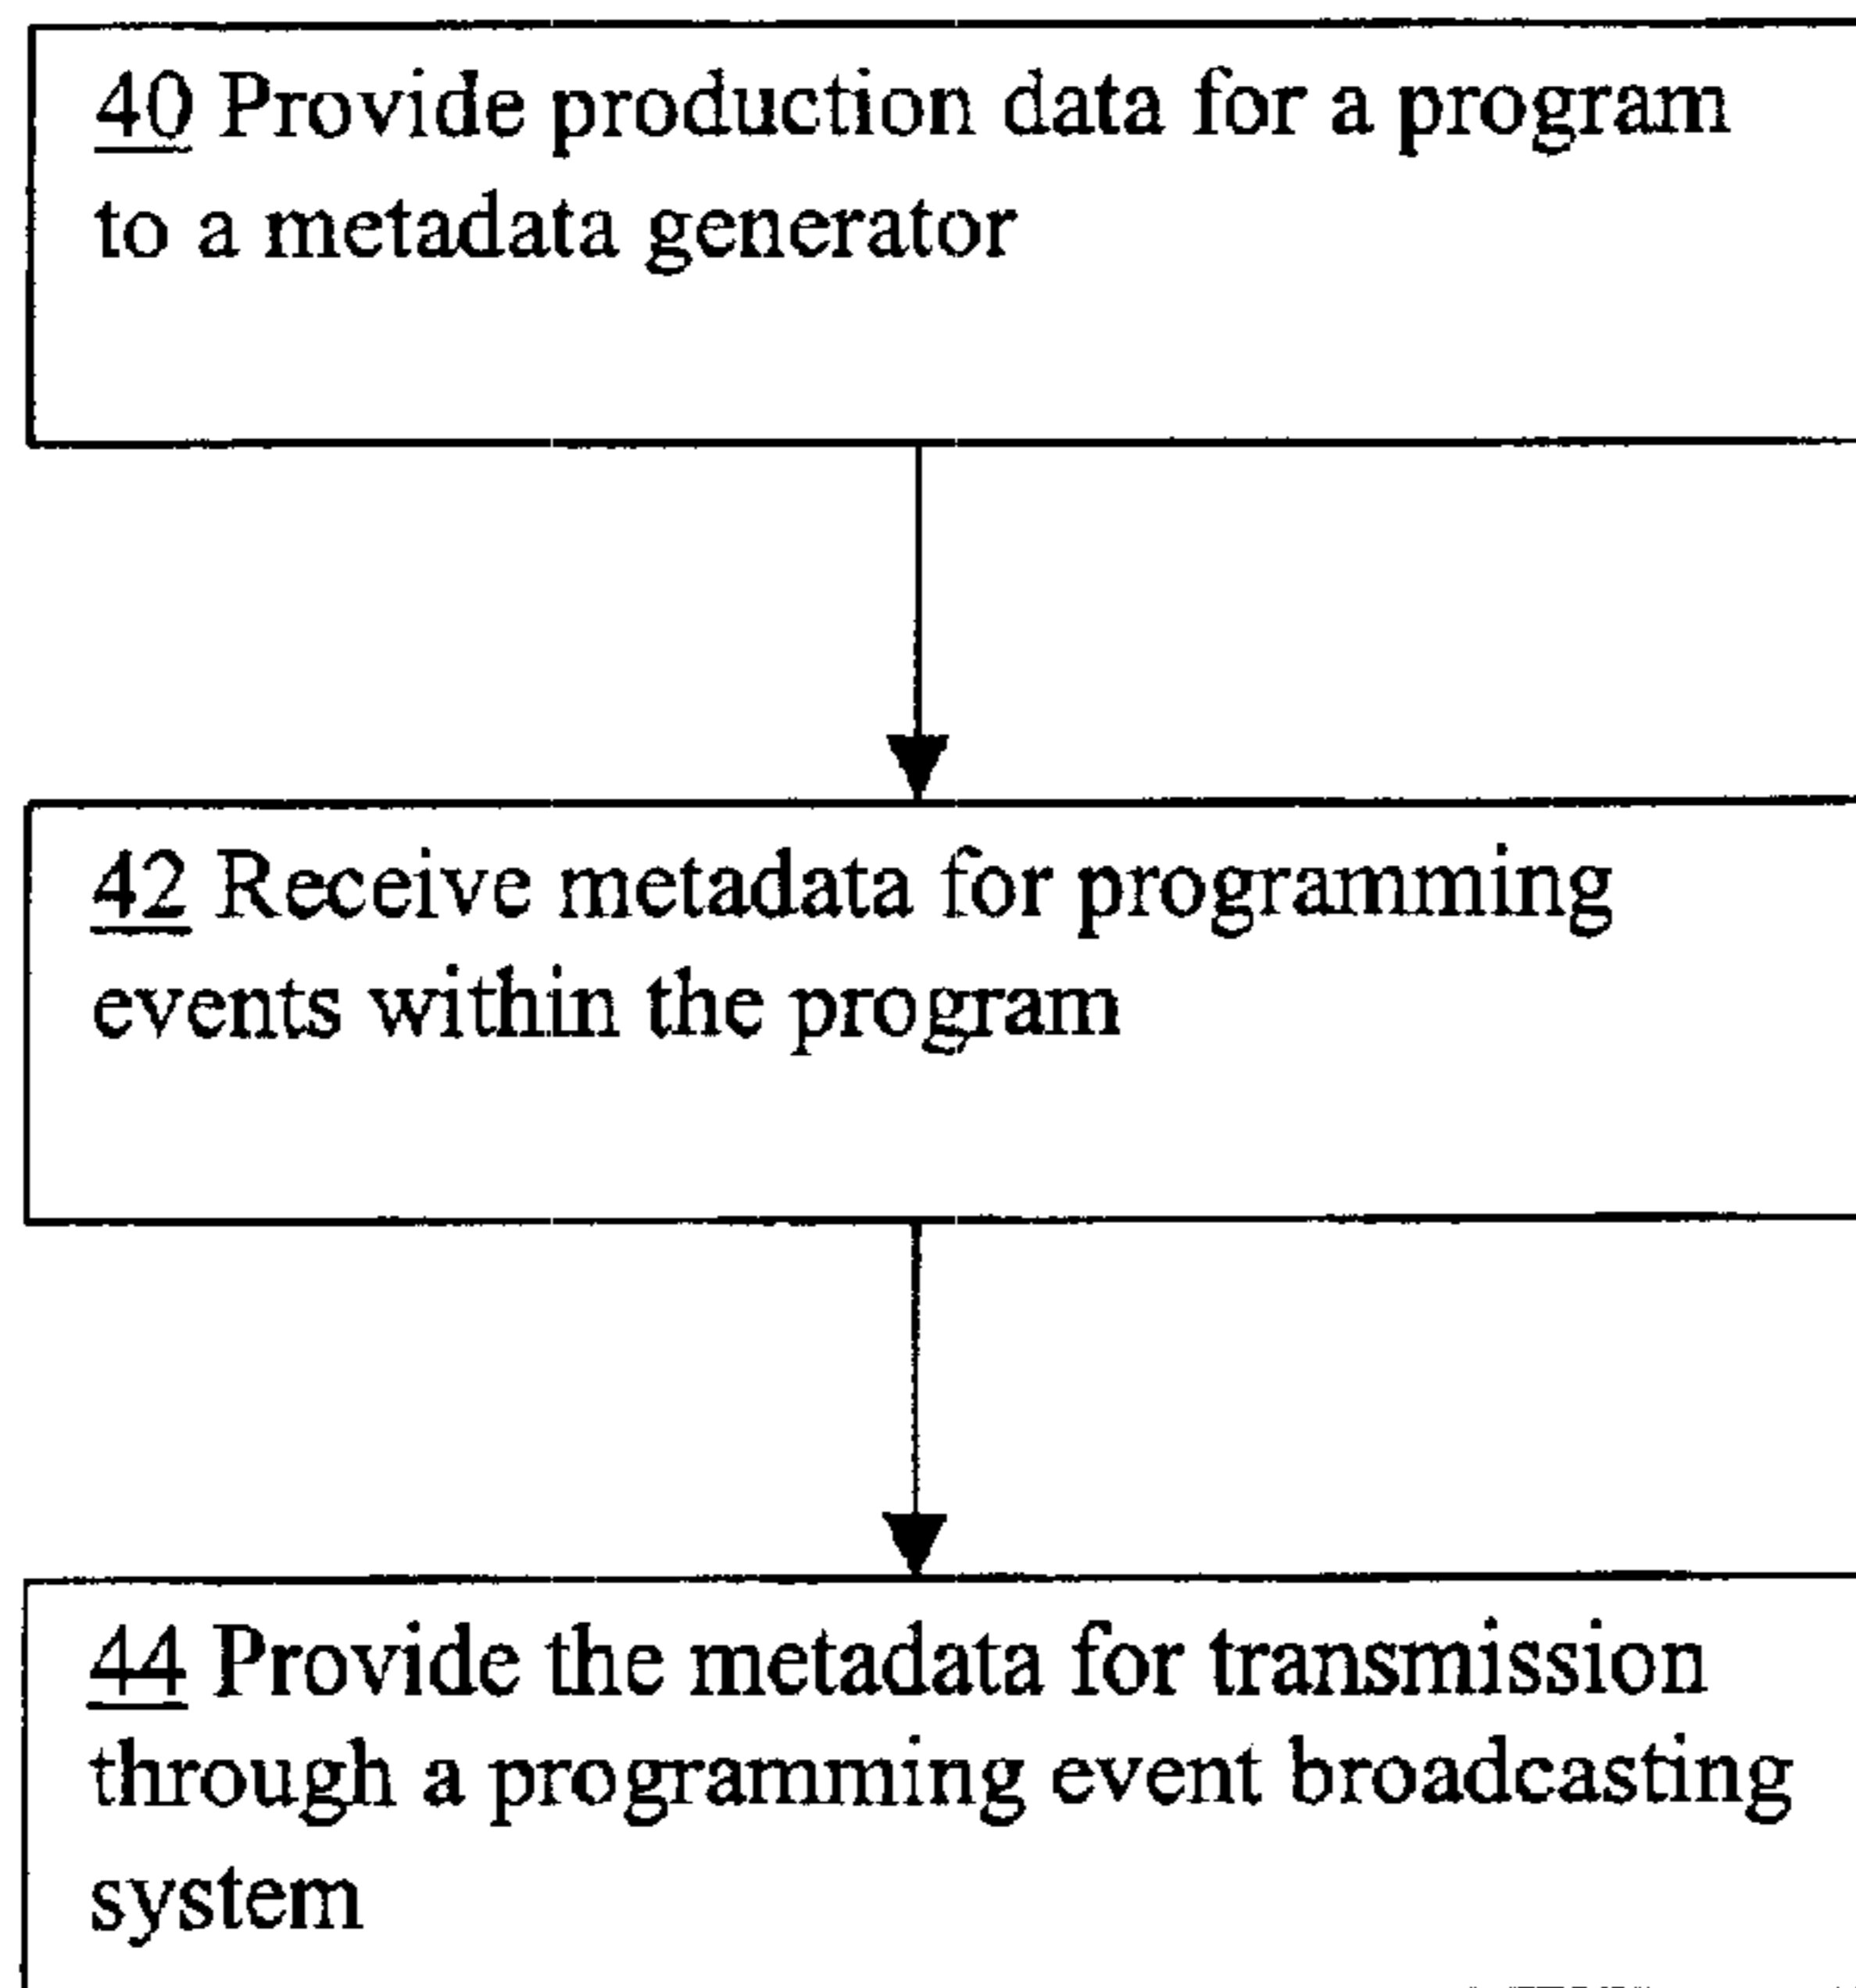 40 Provide production data for a program
to a metadata generator
42 Receive metadata for programming
events within the program
44 Provide the metadata for transmission
through a programming event broadcasting
system